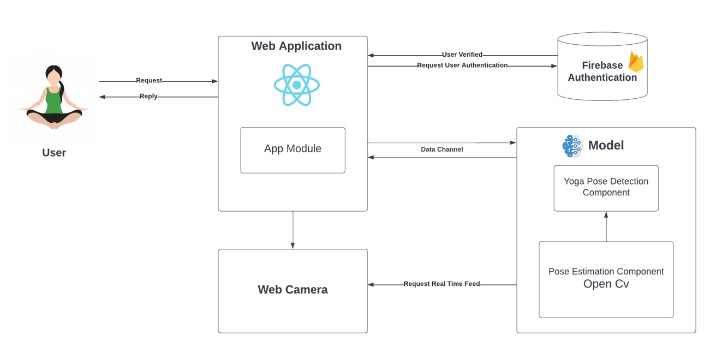 Web Application
User Verified
Request User Authentication
Firebase
Authentication
Request
Reply
User
App Module
Data Channel
Model
Yoga Pose Detection
Component
Pose Estimation Component
Open Cv
Web Camera
Request Real Time Feed